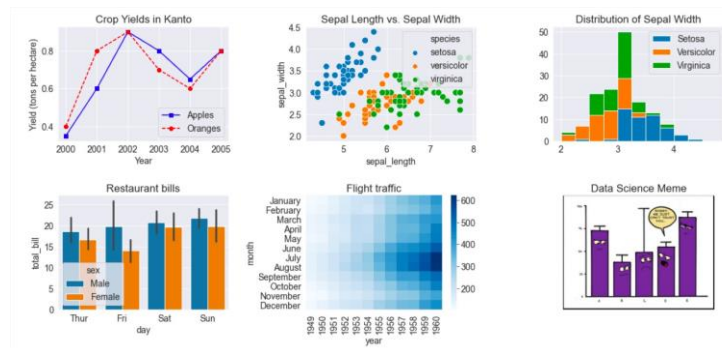 Crop Yields in Kanto
Yield (tons per hectare)
0.8
0.6
0.4
Apples
Oranges
2000 2001 2002 2003 2004 2005
Year
Sepal Length vs. Sepal Width
sepal_width
4.5
4.0
3.5
3.0
2.5
2.0
species
setosa
versicolor
virginica
5 6 7 8
sepal_length
Distribution of Sepal Width
50
40
30
20
10
0
Setosa
Versicolor
Virginica
2 3 4
Restaurant bills
total_bill
25
20
15
10
5
0
sex
Male
Female
Thur Fri Sat Sun
day
Flight traffic
month
January
February
March
April
May
June
July
August
September
October
November
December
1949 1950 1951 1952 1953 1954 1955 1956 1957 1958 1959 1960
year
600
500
400
300
200
Data Science Meme